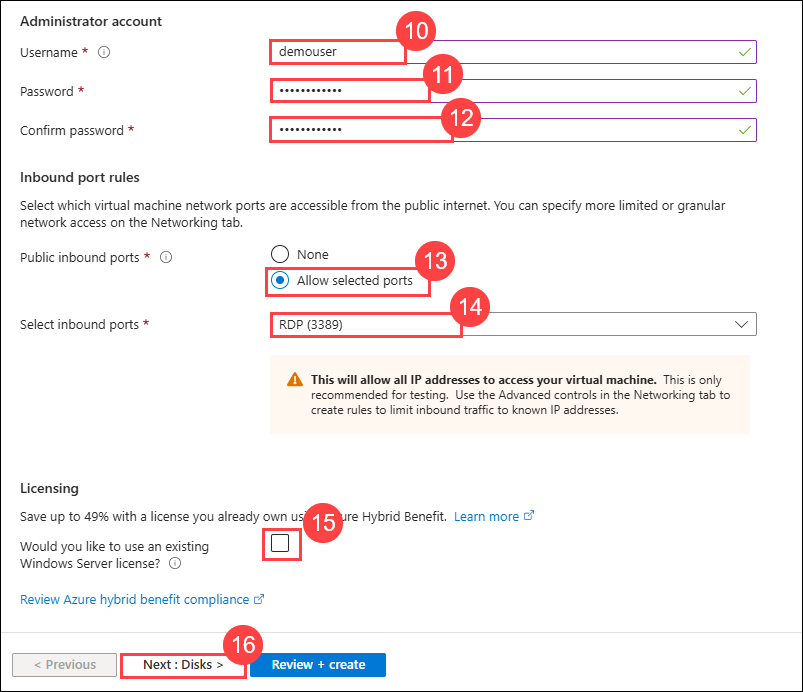 Administrator account
10
Username * demouser
11
Password * ••••••••••••
12
Confirm password * ••••••••••••
Inbound port rules
Select which virtual machine network ports are accessible from the public internet. You can specify more limited or granular
network access on the Networking tab.
Public inbound ports * None
13
Allow selected ports
14
Select inbound ports * RDP (3389)
This will allow all IP addresses to access your virtual machine. This is only
recommended for testing. Use the Advanced controls in the Networking tab to
create rules to limit inbound traffic to known IP addresses.
Licensing
Save up to 49% with a license you already own Hybrid Benefit. Learn more
15
Would you like to use an existing
Windows Server license?
Review Azure hybrid benefit compliance
16
< Previous Next : Disks > Review + create